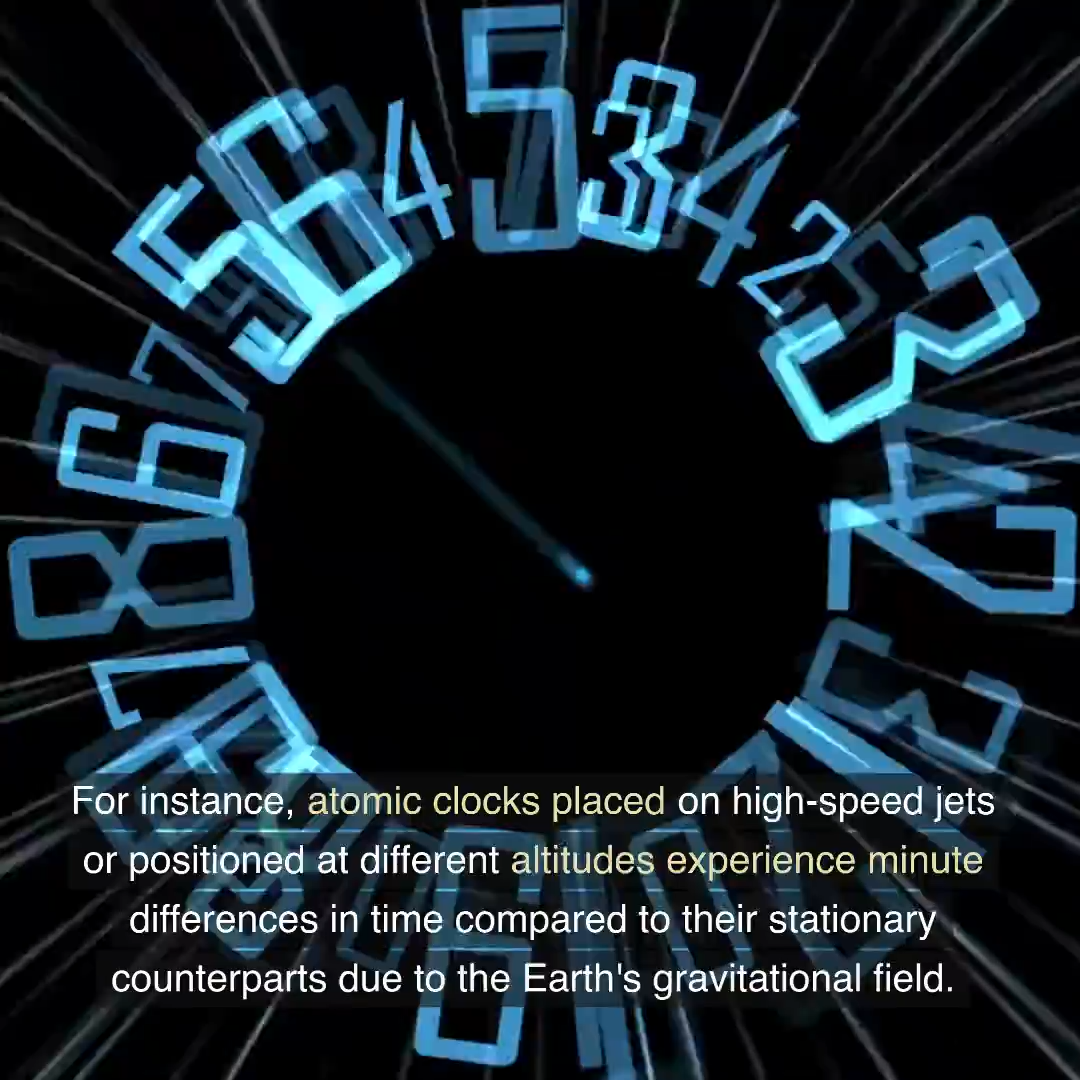 For instance, atomic clocks placed on high-speed jets
or positioned at different altitudes experience minute
differences in time compared to their stationary
counterparts due to the Earth's gravitational field.